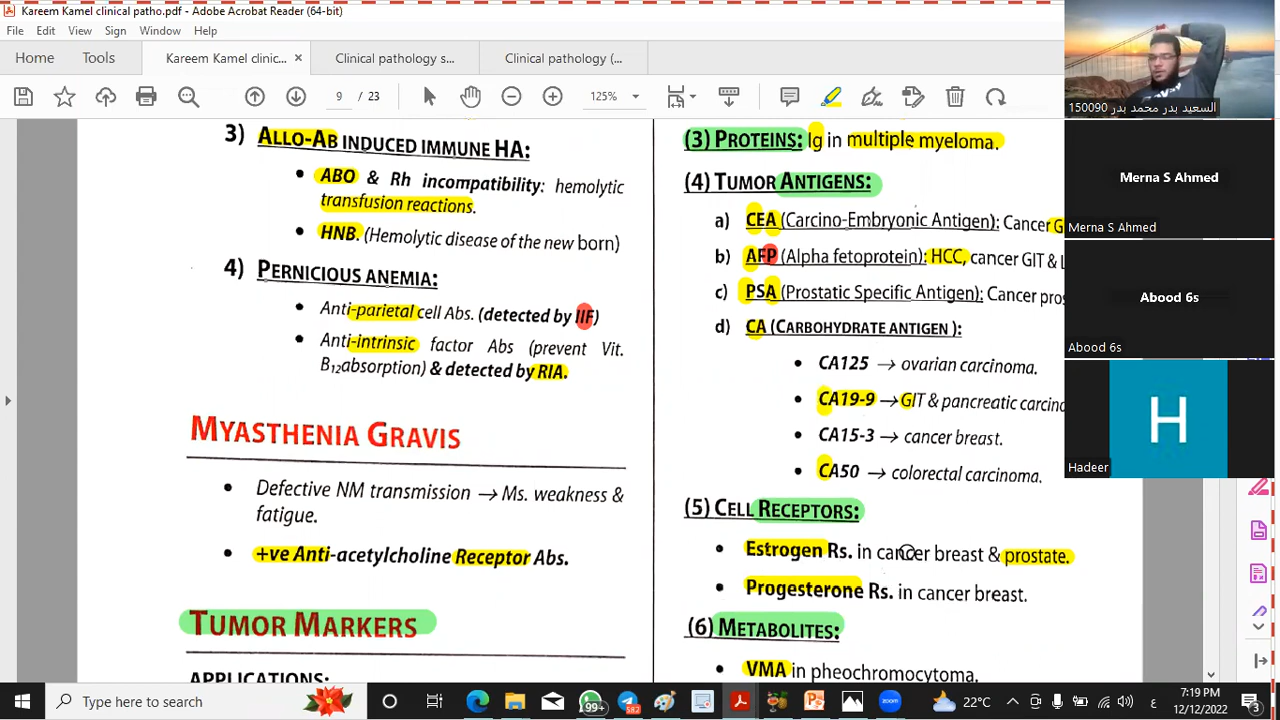 Kareem Kamel clinical patho.pdf - Adobe Acrobat Reader (64-bit)
File Edit View Sign Window Help
Home Tools Kareem Kamel clinic... × Clinical pathology s... Clinical pathology (...
9 / 23 125%
3) ALLO-AB INDUCED IMMUNE HA:
• ABO & Rh incompatibility: hemolytic
transfusion reactions.
• HNB. (Hemolytic disease of the new born)
4) PERNICIOUS ANEMIA:
• Anti-parietal cell Abs. (detected by IIF)
• Anti-intrinsic factor Abs (prevent Vit.
B₁₂absorption) & detected by RIA.
MYASTHENIA GRAVIS
• Defective NM transmission → Ms. weakness &
fatigue.
• +ve Anti-acetylcholine Receptor Abs.
TUMOR MARKERS
APPLICATIONS:
(3) PROTEINS: Ig in multiple myeloma.
(4) TUMOR ANTIGENS:
a) CEA (Carcino-Embryonic Antigen): Cancer G
b) AFP (Alpha fetoprotein): HCC, cancer GIT & L
c) PSA (Prostatic Specific Antigen): Cancer pros
d) CA (CARBOHYDRATE ANTIGEN ):
• CA125 → ovarian carcinoma.
• CA19-9 → GIT & pancreatic carcino
• CA15-3 → cancer breast.
• CA50 → colorectal carcinoma.
(5) CELL RECEPTORS:
• Estrogen Rs. in cancer breast & prostate.
• Progesterone Rs. in cancer breast.
(6) METABOLITES:
• VMA in pheochromocytoma.
السعيد بدر محمد بدر 150090
Merna S Ahmed
Merna S Ahmed
Abood 6s
Abood 6s
H
Hadeer
Type here to search
99+
582
zoom
22°C
ع
7:19 PM
12/12/2022
3